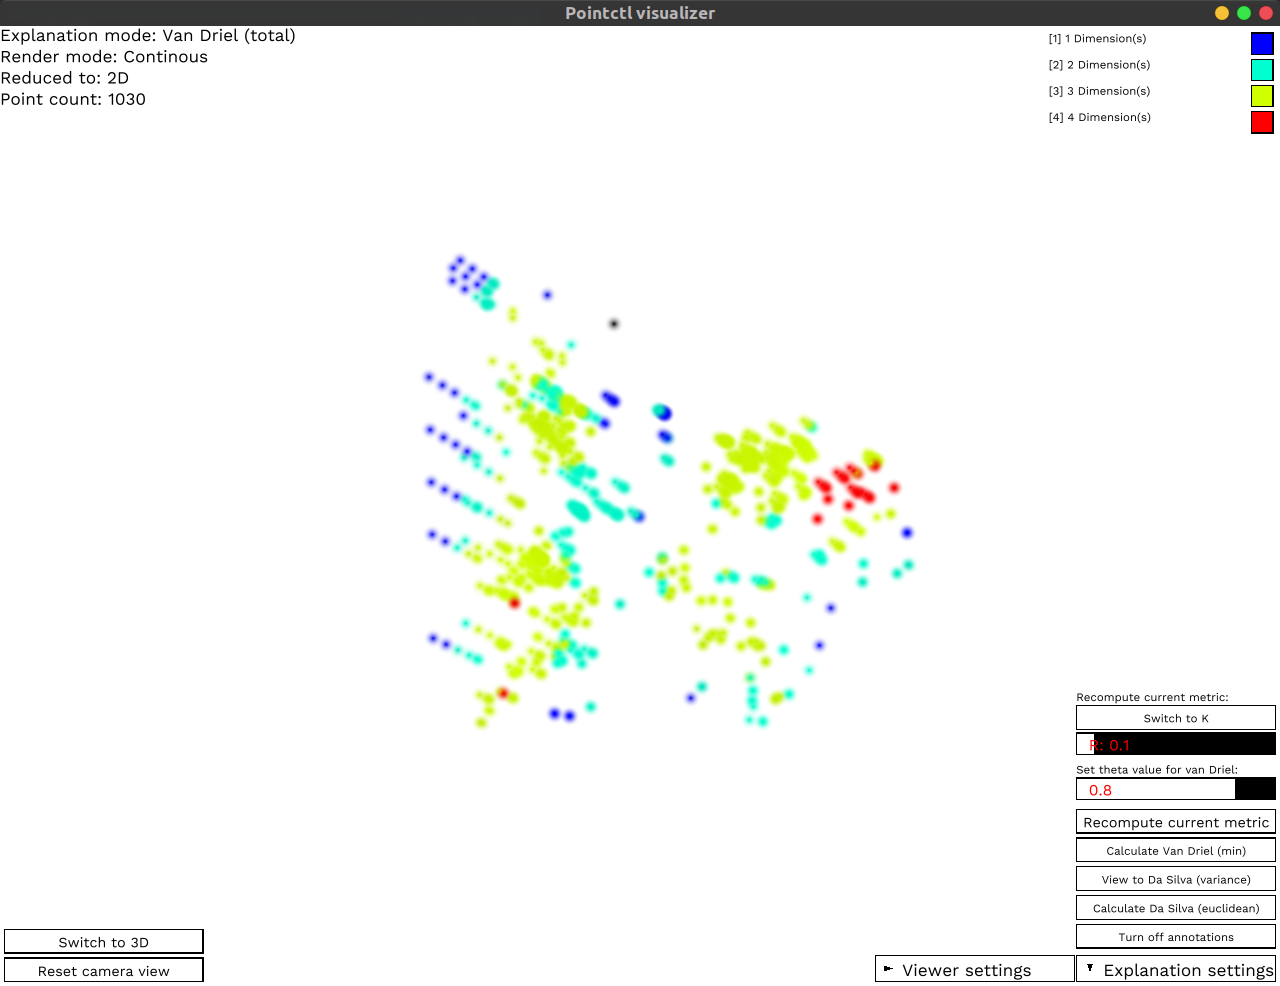 Pointctl visualizer
Explanation mode: Van Driel (total)
Render mode: Continous
Reduced to: 2D
Point count: 1030
[1] 1 Dimension(s)
[2] 2 Dimension(s)
[3] 3 Dimension(s)
[4] 4 Dimension(s)
Recompute current metric:
Switch to K
R: 0.1
Set theta value for van Driel:
0.8
Recompute current metric
Calculate Van Driel (min)
View to Da Silva (variance)
Calculate Da Silva (euclidean)
Turn off annotations
Switch to 3D
Reset camera view
Viewer settings
Explanation settings